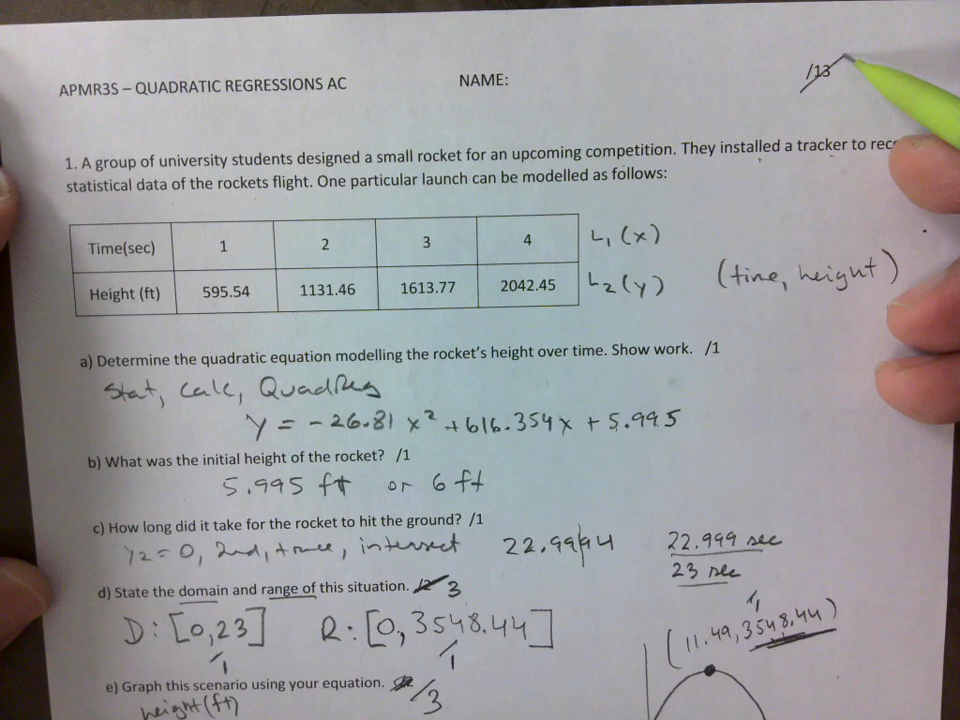 APMR3S – QUADRATIC REGRESSIONS AC NAME: /13
1. A group of university students designed a small rocket for an upcoming competition. They installed a tracker to
statistical data of the rockets flight. One particular launch can be modelled as follows:
Time(sec) 1 2 3 4 L1 (x)
Height (ft) 595.54 1131.46 1613.77 2042.45 L2 (y) (time, height)
a) Determine the quadratic equation modelling the rocket's height over time. Show work. /1
Stat, Calc, QuadReg
y = -26.81 x² + 616.354x + 5.995
b) What was the initial height of the rocket? /1
5.995 ft or 6 ft
c) How long did it take for the rocket to hit the ground? /1
y2 = 0, 2nd, trace, intersect 22.9994 22.999 sec
23 sec
d) State the domain and range of this situation. 3
D: [0,23] R: [0, 3548.44] (11.49, 3548.44)
/1 /1 /1
e) Graph this scenario using your equation. /3
height (ft)